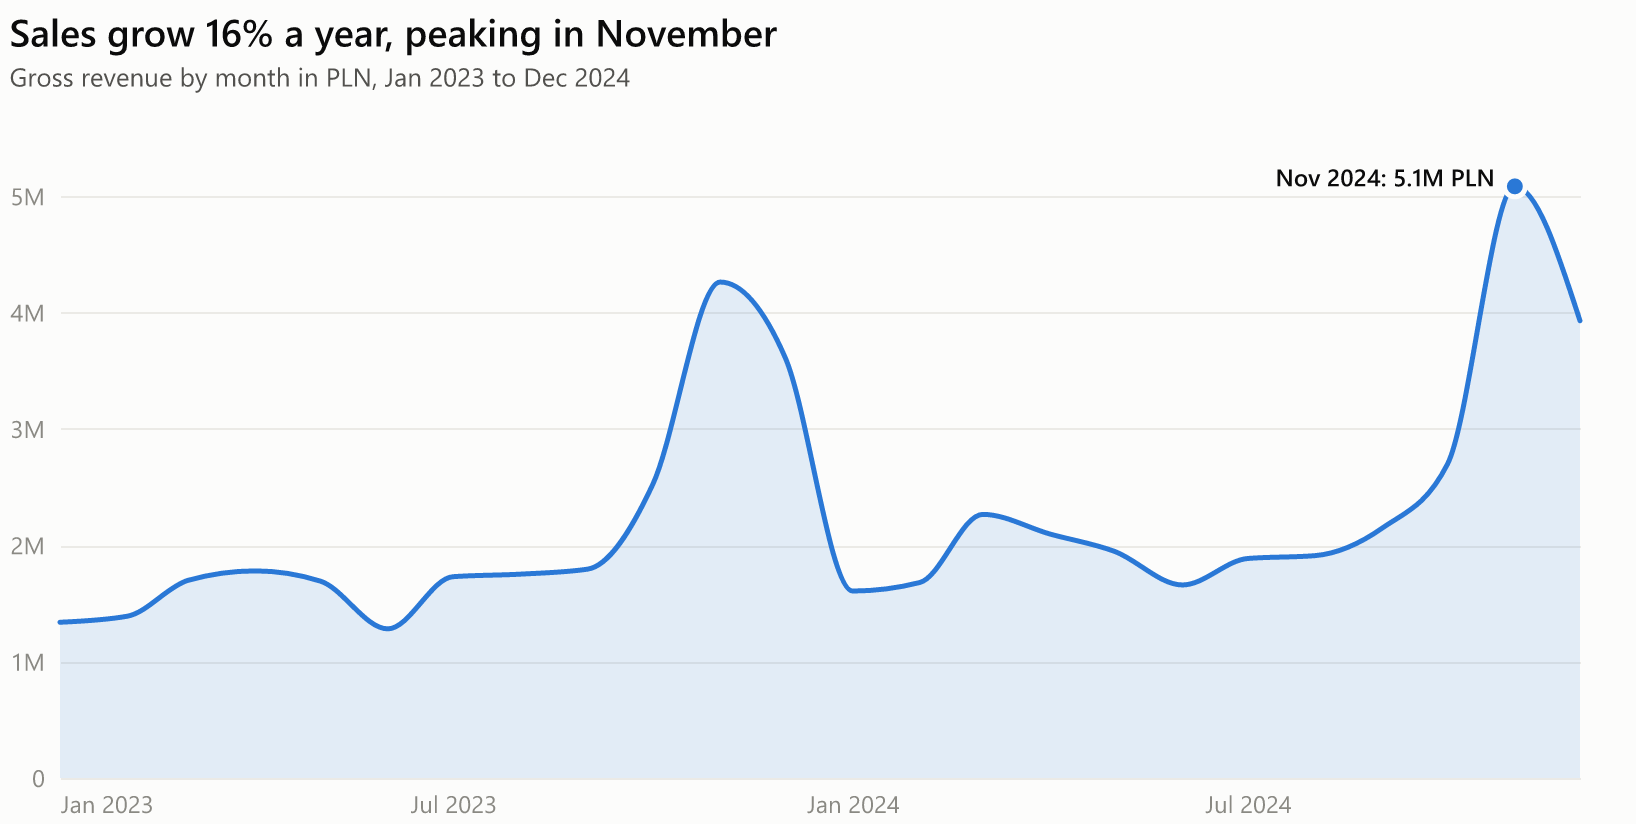 Sales grow 16% a year, peaking in November
Gross revenue by month in PLN, Jan 2023 to Dec 2024
Nov 2024: 5.1M PLN
5M
4M
3M
2M
1M
0
Jan 2023
Jul 2023
Jan 2024
Jul 2024